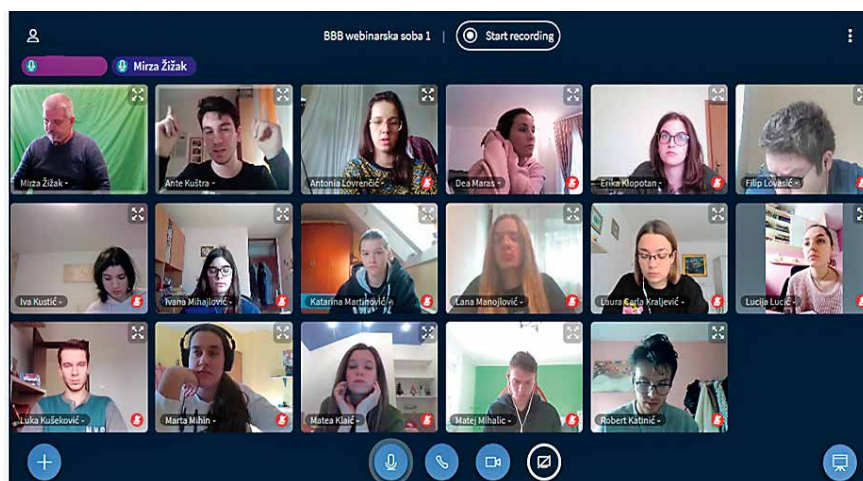 BBB webinarska soba 1 | Start recording
Mirza Žižak
Mirza Žižak
Ante Kuštra
Antonia Lovrenčić
Dea Maras
Erika Klopotan
Filip Lovasić
Iva Kustić
Ivana Mihajlović
Katarina Martinović
Lana Manojlović
Laura Carla Kraljević
Lucija Lucić
Luka Kušeković
Marta Mihin
Matea Klaić
Matej Mihalic
Robert Katinić